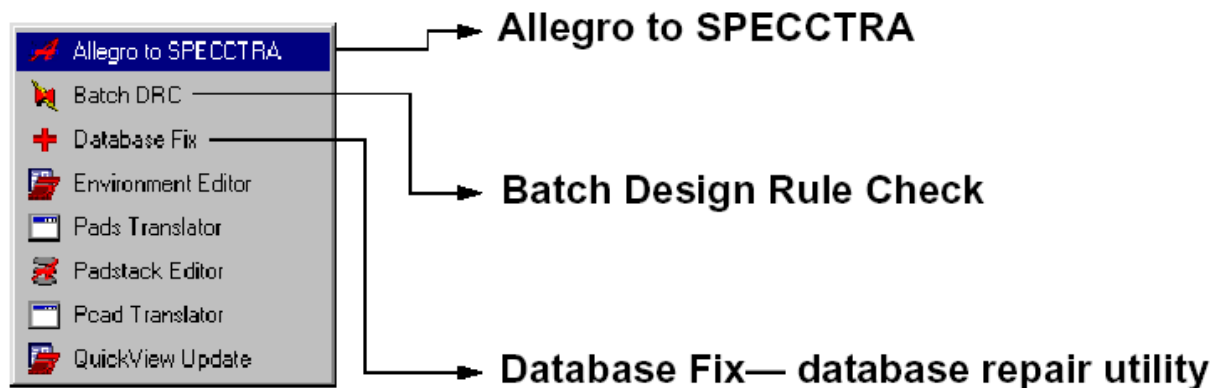 Allegro to SPECCTRA
Batch DRC
Database Fix
Environment Editor
Pads Translator
Padstack Editor
Pcad Translator
QuickView Update
Allegro to SPECCTRA
Batch Design Rule Check
Database Fix— database repair utility